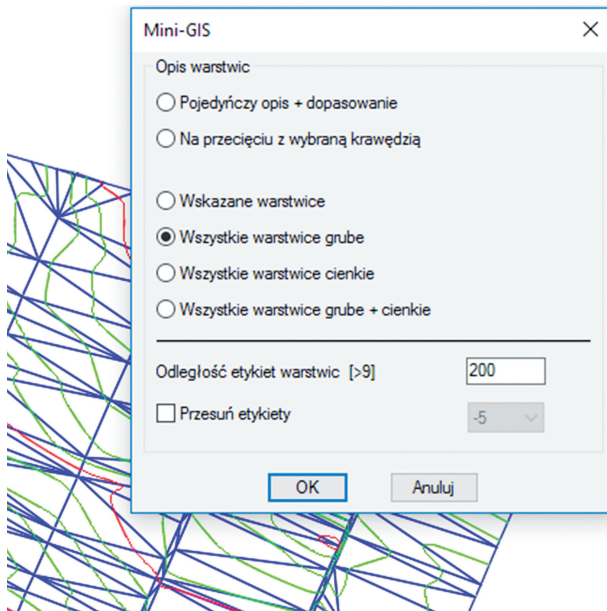 Mini-GIS
Opis warstwic
Pojedyńczy opis + dopasowanie
Na przecięciu z wybraną krawędzią
Wskazane warstwice
Wszystkie warstwice grube
Wszystkie warstwice cienkie
Wszystkie warstwice grube + cienkie
Odległość etykiet warstwic [>9] 200
Przesuń etykiety -5
OK Anuluj